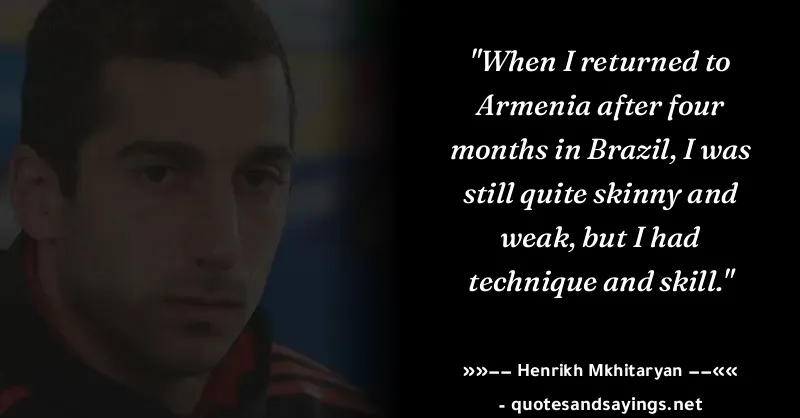 "When I returned to
Armenia after four
months in Brazil, I was
still quite skinny and
weak, but I had
technique and skill."
»»−− Henrikh Mkhitaryan −−««
- quotesandsayings.net